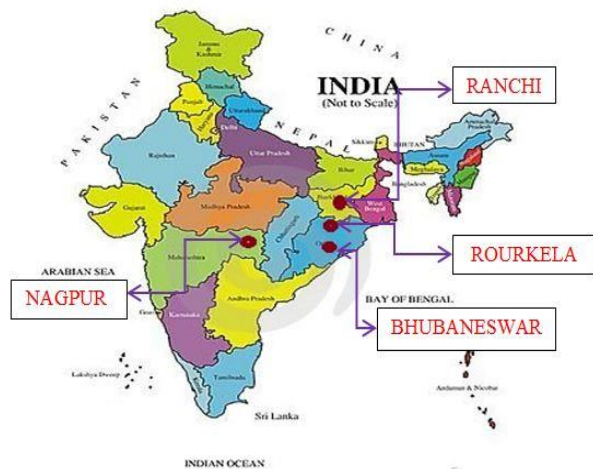 CHINA
Jammu
&
Kashmir
INDIA
(Not to Scale)
RANCHI
Himachal
Punjab
Uttarakhand
Haryana
Delhi
PAKISTAN
NEPAL
Arunachal
Pradesh
Sikkim
BHUTAN
Assam
Rajsthan
Uttar Pradesh
Bihar
Meghalaya
Bangladesh
West
Bengal
Gujarat
Madhya Pradesh
ROURKELA
Maharashtra
ARABIAN SEA
NAGPUR
BAY OF BENGAL
Andhra Pradesh
Goa
Karnataka
BHUBANESWAR
Lakshya Dweep
Tamilnadu
Andaman & Nicobar
Sri Lanka
INDIAN OCEAN